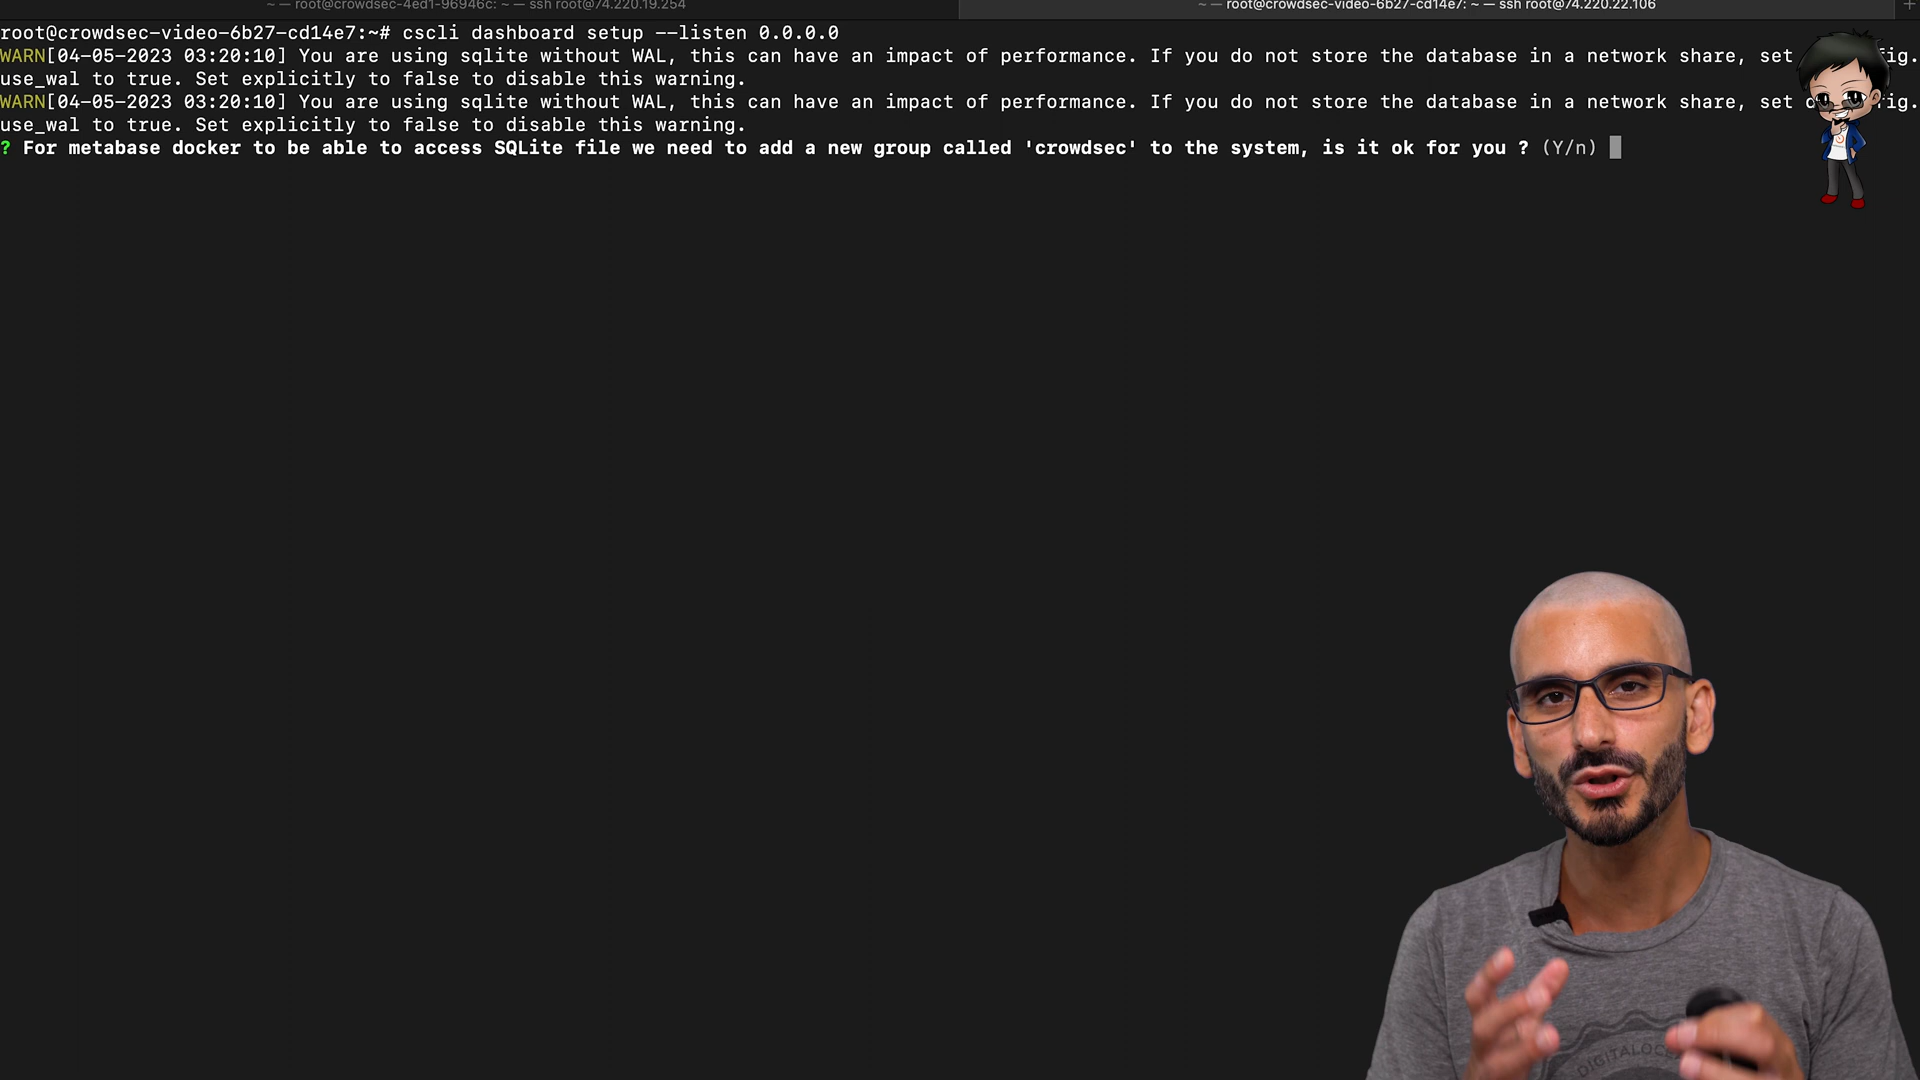 ~ — root@crowdsec-4ed1-96946c: ~ — ssh root@74.220.19.254
~ — root@crowdsec-video-6b27-cd14e7: ~ — ssh root@74.220.22.106
root@crowdsec-video-6b27-cd14e7:~# cscli dashboard setup --listen 0.0.0.0
WARN[04-05-2023 03:20:10] You are using sqlite without WAL, this can have an impact of performance. If you do not store the database in a network share, set
use_wal to true. Set explicitly to false to disable this warning.
WARN[04-05-2023 03:20:10] You are using sqlite without WAL, this can have an impact of performance. If you do not store the database in a network share, set
use_wal to true. Set explicitly to false to disable this warning.
? For metabase docker to be able to access SQLite file we need to add a new group called 'crowdsec' to the system, is it ok for you ? (Y/n)